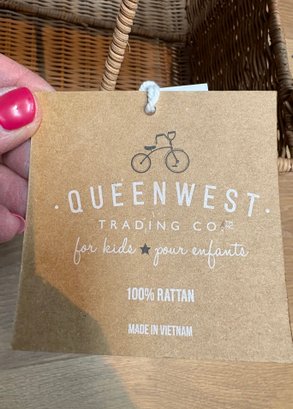 · QUEENWEST ·
TRADING CO.
for kids ★ pour enfants
100% RATTAN
MADE IN VIETNAM